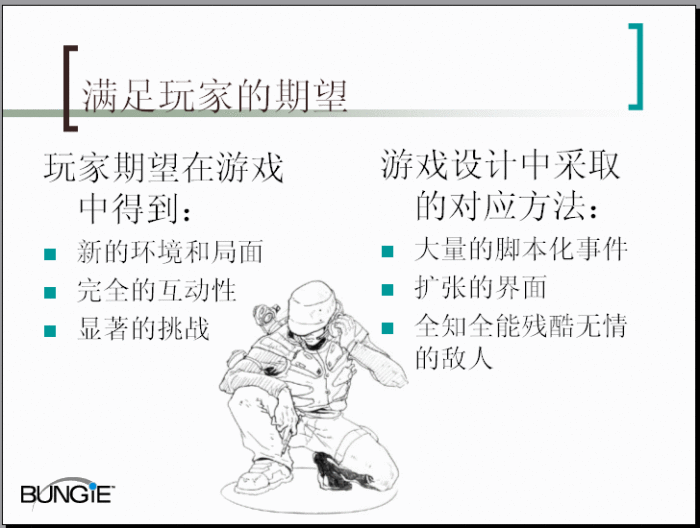 满足玩家的期望
玩家期望在游戏
中得到：
新的环境和局面
完全的互动性
显著的挑战
游戏设计中采取
的对应方法：
大量的脚本化事件
扩张的界面
全知全能残酷无情
的敌人
BUNGiE™